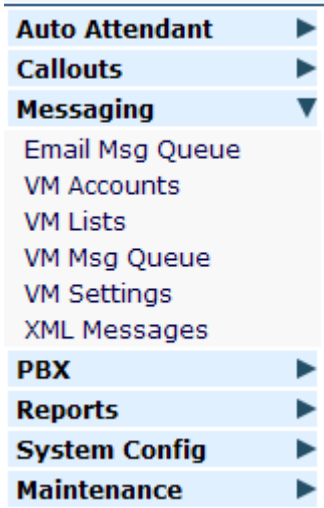 Auto Attendant
Callouts
Messaging
Email Msg Queue
VM Accounts
VM Lists
VM Msg Queue
VM Settings
XML Messages
PBX
Reports
System Config
Maintenance